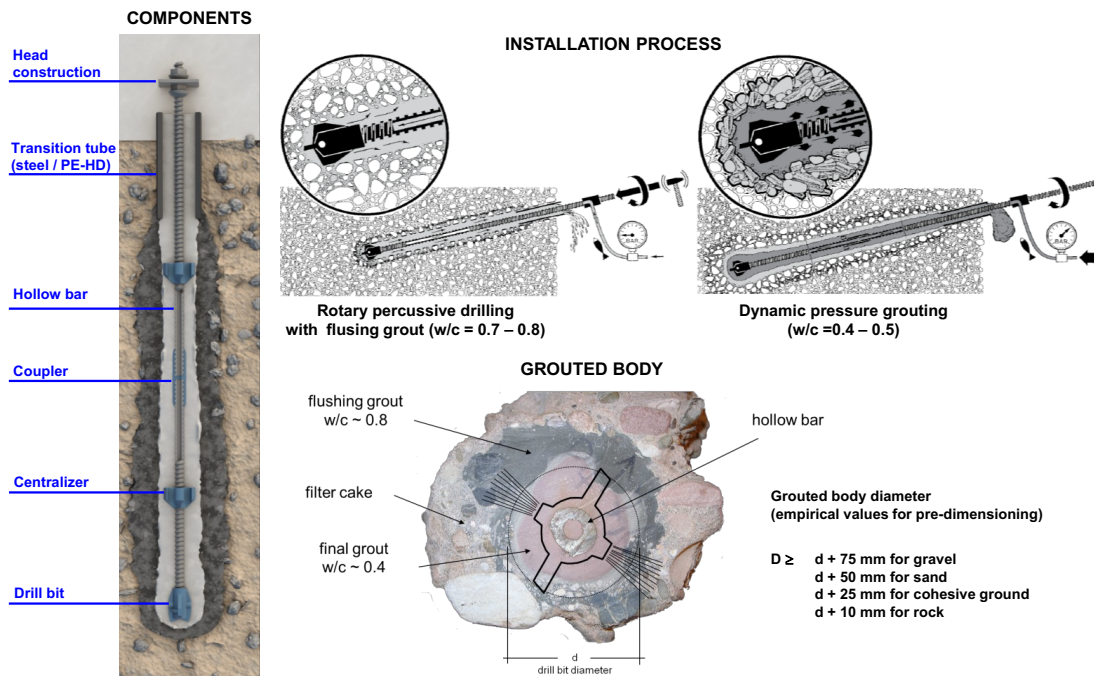 COMPONENTS
Head
construction
Transition tube
(steel / PE-HD)
Hollow bar
Coupler
Centralizer
Drill bit
INSTALLATION PROCESS
BAR
Rotary percussive drilling
with flusing grout (w/c = 0.7 – 0.8)
BAR
Dynamic pressure grouting
(w/c =0.4 – 0.5)
GROUTED BODY
flushing grout
w/c ~ 0.8
hollow bar
filter cake
final grout
w/c ~ 0.4
d
drill bit diameter
Grouted body diameter
(empirical values for pre-dimensioning)
D ≥ d + 75 mm for gravel
d + 50 mm for sand
d + 25 mm for cohesive ground
d + 10 mm for rock